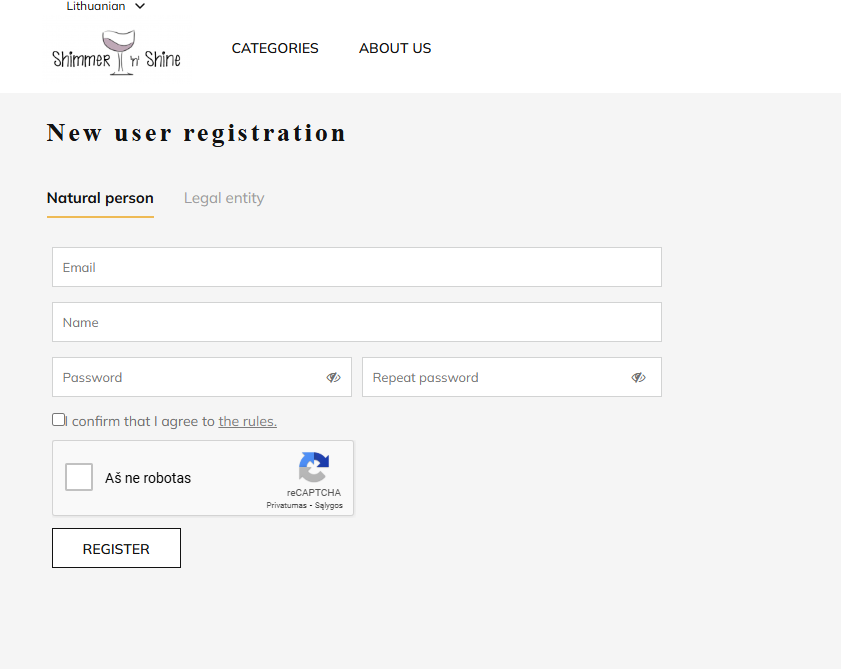 Lithuanian
Shimmer 'n' Shine
CATEGORIES
ABOUT US
New user registration
Natural person
Legal entity
Email
Name
Password
Repeat password
I confirm that I agree to the rules.
Aš ne robotas
reCAPTCHA
Privatumas - Sąlygos
REGISTER